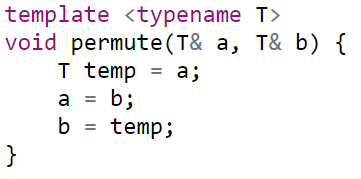 template <typename T>
void permute(T& a, T& b) {
    T temp = a;
    a = b;
    b = temp;
}